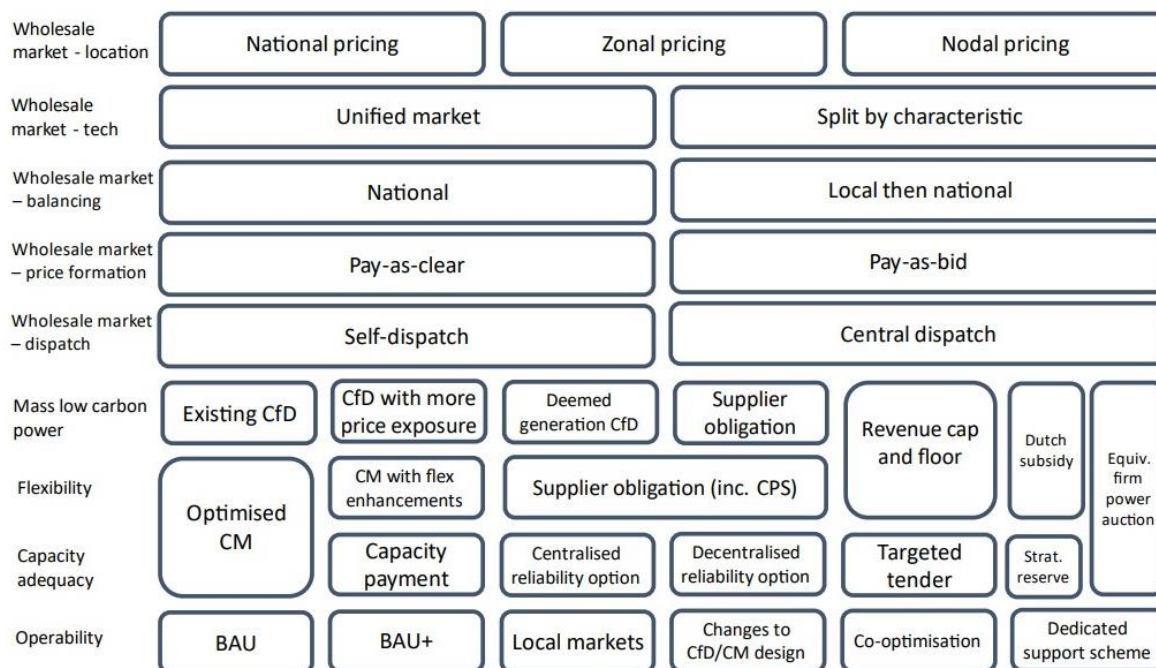 Wholesale
market - location
National pricing
Zonal pricing
Nodal pricing
Wholesale
market - tech
Unified market
Split by characteristic
Wholesale market
– balancing
National
Local then national
Wholesale market
– price formation
Pay-as-clear
Pay-as-bid
Wholesale market
– dispatch
Self-dispatch
Central dispatch
Mass low carbon
power
Existing CfD
CfD with more
price exposure
Deemed
generation CfD
Supplier
obligation
Revenue cap
and floor
Dutch
subsidy
Equiv.
firm
power
auction
Flexibility
Optimised
CM
CM with flex
enhancements
Supplier obligation (inc. CPS)
Capacity
adequacy
Capacity
payment
Centralised
reliability option
Decentralised
reliability option
Targeted
tender
Strat.
reserve
Operability
BAU
BAU+
Local markets
Changes to
CfD/CM design
Co-optimisation
Dedicated
support scheme